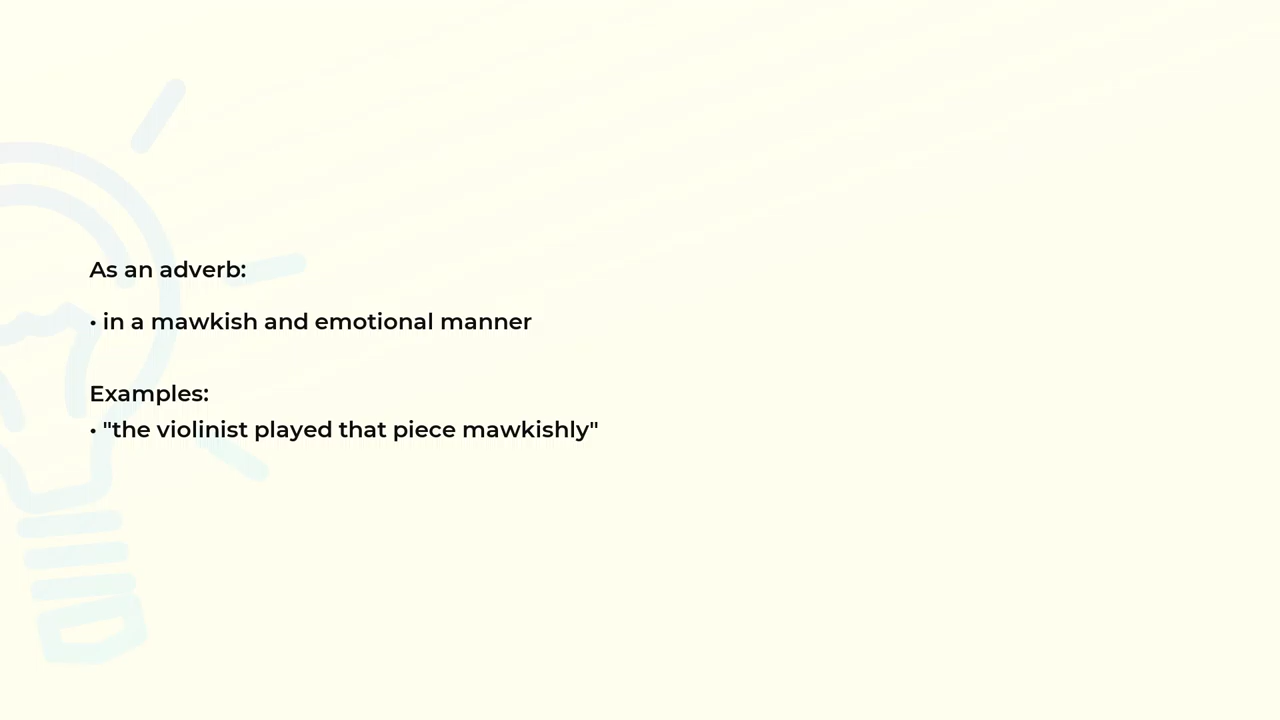 As an adverb:
• in a mawkish and emotional manner
Examples:
• "the violinist played that piece mawkishly"